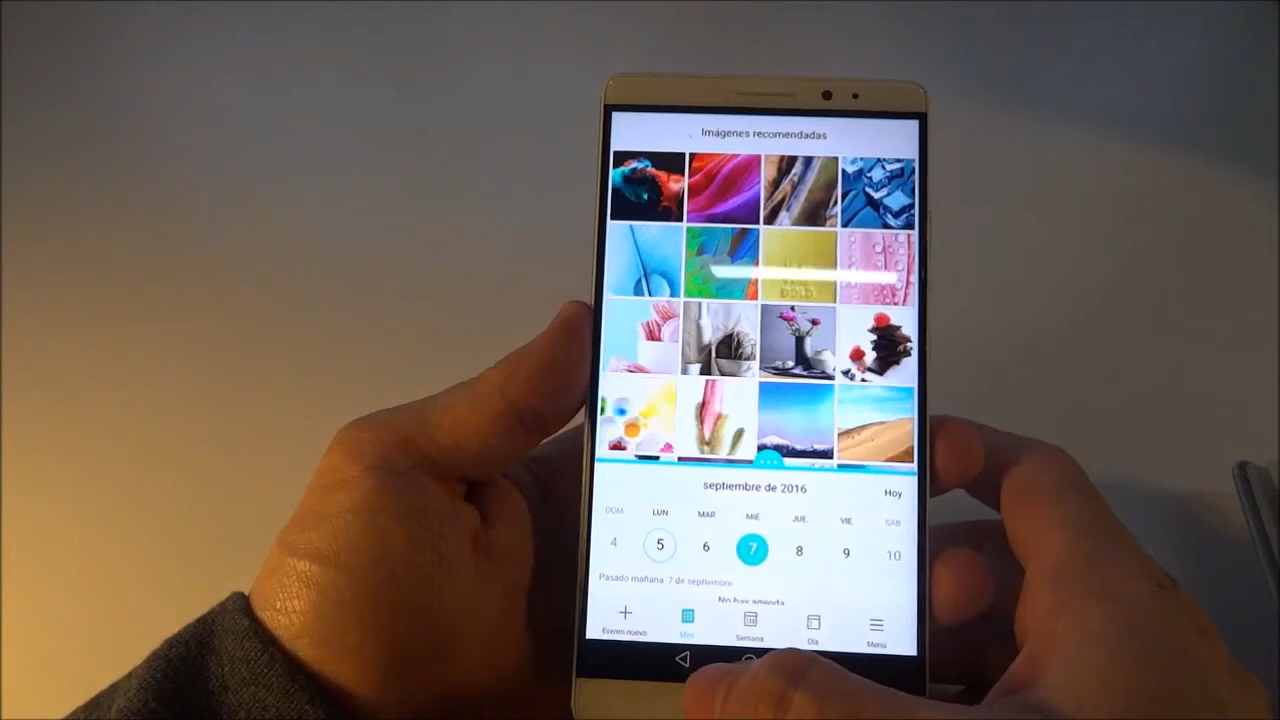 Imágenes recomendadas
septiembre de 2016
Hoy
DOM LUN MAR MIÉ JUE VIE SÁB
4 5 6 7 8 9 10
Pasado mañana 7 de septiembre
No hay agenda
Evento nuevo
Mes
Semana
Día
Menú